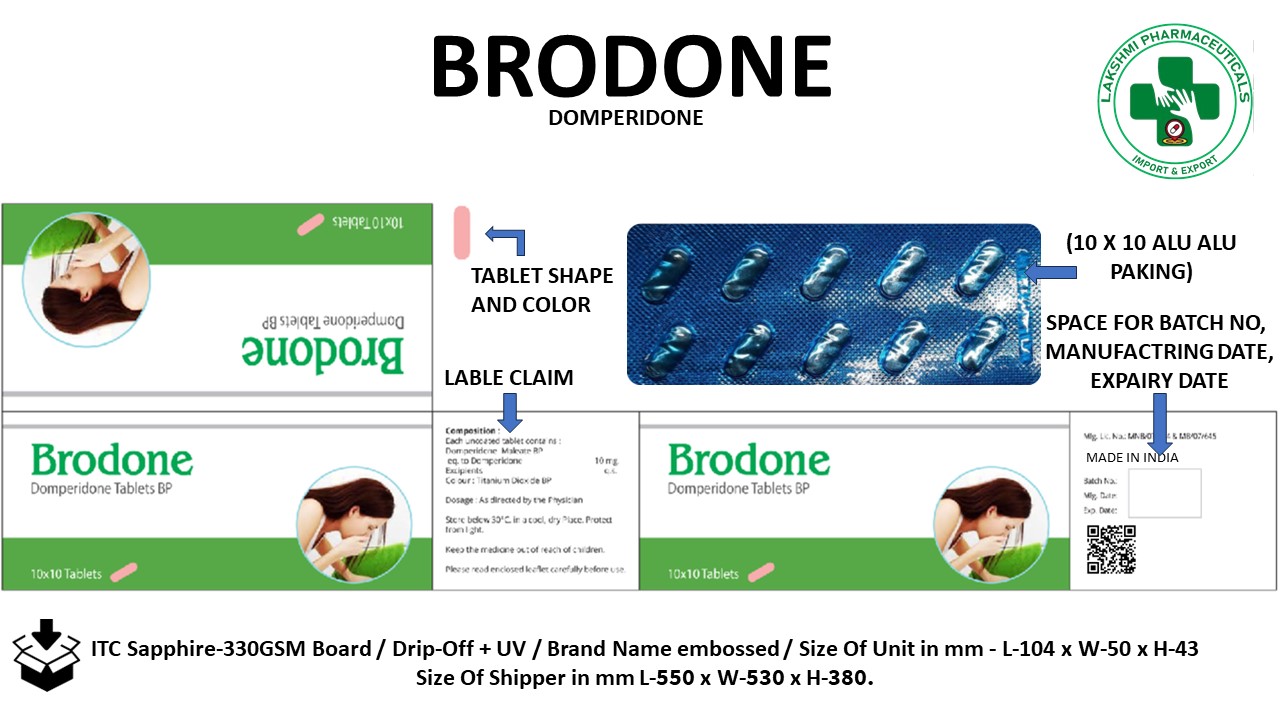 BRODONE
DOMPERIDONE
LAKSHMI PHARMACEUTICALS
IMPORT & EXPORT
10x10 Tablets
Domperidone Tablets BP
Brodone
TABLET SHAPE
AND COLOR
(10 X 10 ALU ALU
PAKING)
SPACE FOR BATCH NO,
MANUFACTRING DATE,
EXPAIRY DATE
LABLE CLAIM
Brodone
Domperidone Tablets BP
10x10 Tablets
Composition :
Each uncoated tablet contains :
Domperidone Maleate BP
eq. to Domperidone 10 mg.
Excipients q.s.
Colour : Titanium Dioxide BP
Dosage : As directed by the Physician
Store below 30°C, in a cool, dry Place. Protect
from light.
Keep the medicine out of reach of children.
Please read enclosed leaflet carefully before use.
Brodone
Domperidone Tablets BP
10x10 Tablets
Mfg. Lic. No.: & MB/07/645
MADE IN INDIA
Batch No.:
Mfg. Date:
Exp. Date:
ITC Sapphire-330GSM Board / Drip-Off + UV / Brand Name embossed / Size Of Unit in mm - L-104 x W-50 x H-43
Size Of Shipper in mm L-550 x W-530 x H-380.